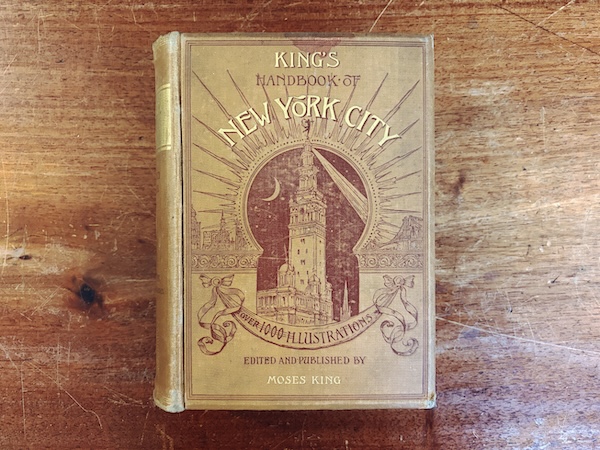 KING'S
HANDBOOK·OF
NEW YORK CITY
OVER 1000 ILLUSTRATIONS
EDITED AND PUBLISHED BY
MOSES KING